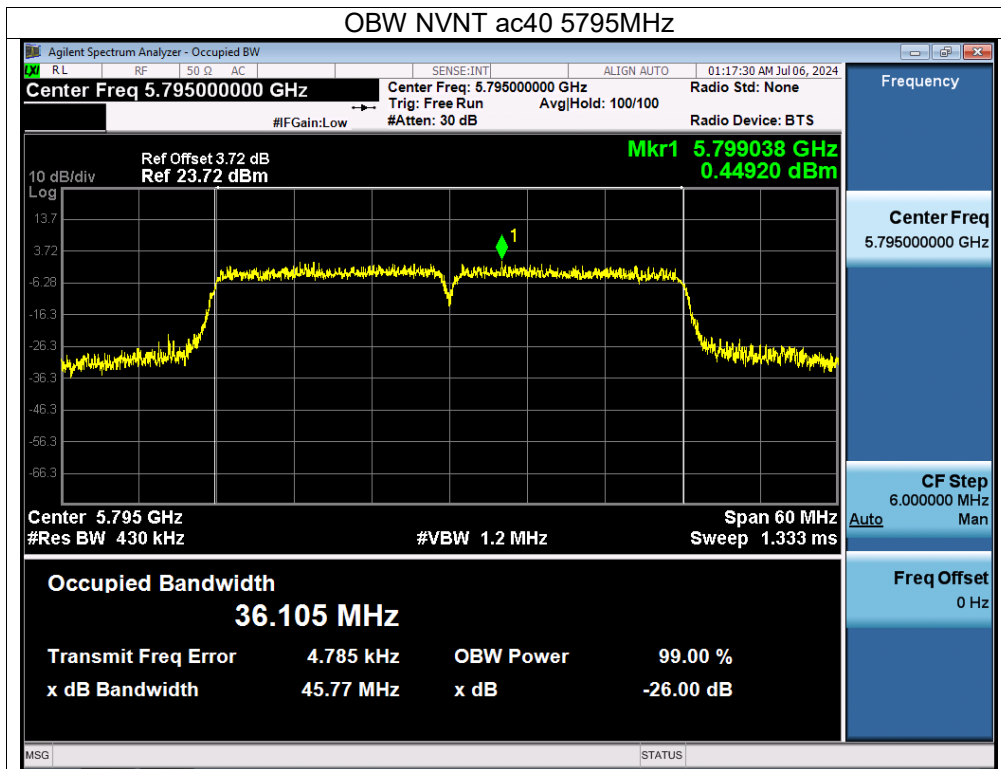 OBW NVNT ac40 5795MHz
Agilent Spectrum Analyzer - Occupied BW
LXI RL RF 50 Ω AC SENSE:INT ALIGN AUTO 01:17:30 AM Jul 06, 2024
Center Freq 5.795000000 GHz
Center Freq: 5.795000000 GHz
Radio Std: None
Trig: Free Run Avg|Hold: 100/100
#IFGain:Low
#Atten: 30 dB
Radio Device: BTS
Frequency
Mkr1 5.799038 GHz
0.44920 dBm
Ref Offset 3.72 dB
10 dB/div Ref 23.72 dBm
Log
13.7
3.72
-6.28
-16.3
-26.3
-36.3
-46.3
-56.3
-66.3
1
Center 5.795 GHz
Span 60 MHz
#Res BW 430 kHz
#VBW 1.2 MHz
Sweep 1.333 ms
Occupied Bandwidth
36.105 MHz
Transmit Freq Error 4.785 kHz OBW Power 99.00 %
x dB Bandwidth 45.77 MHz x dB -26.00 dB
Center Freq
5.795000000 GHz
CF Step
6.000000 MHz
Auto Man
Freq Offset
0 Hz
MSG
STATUS